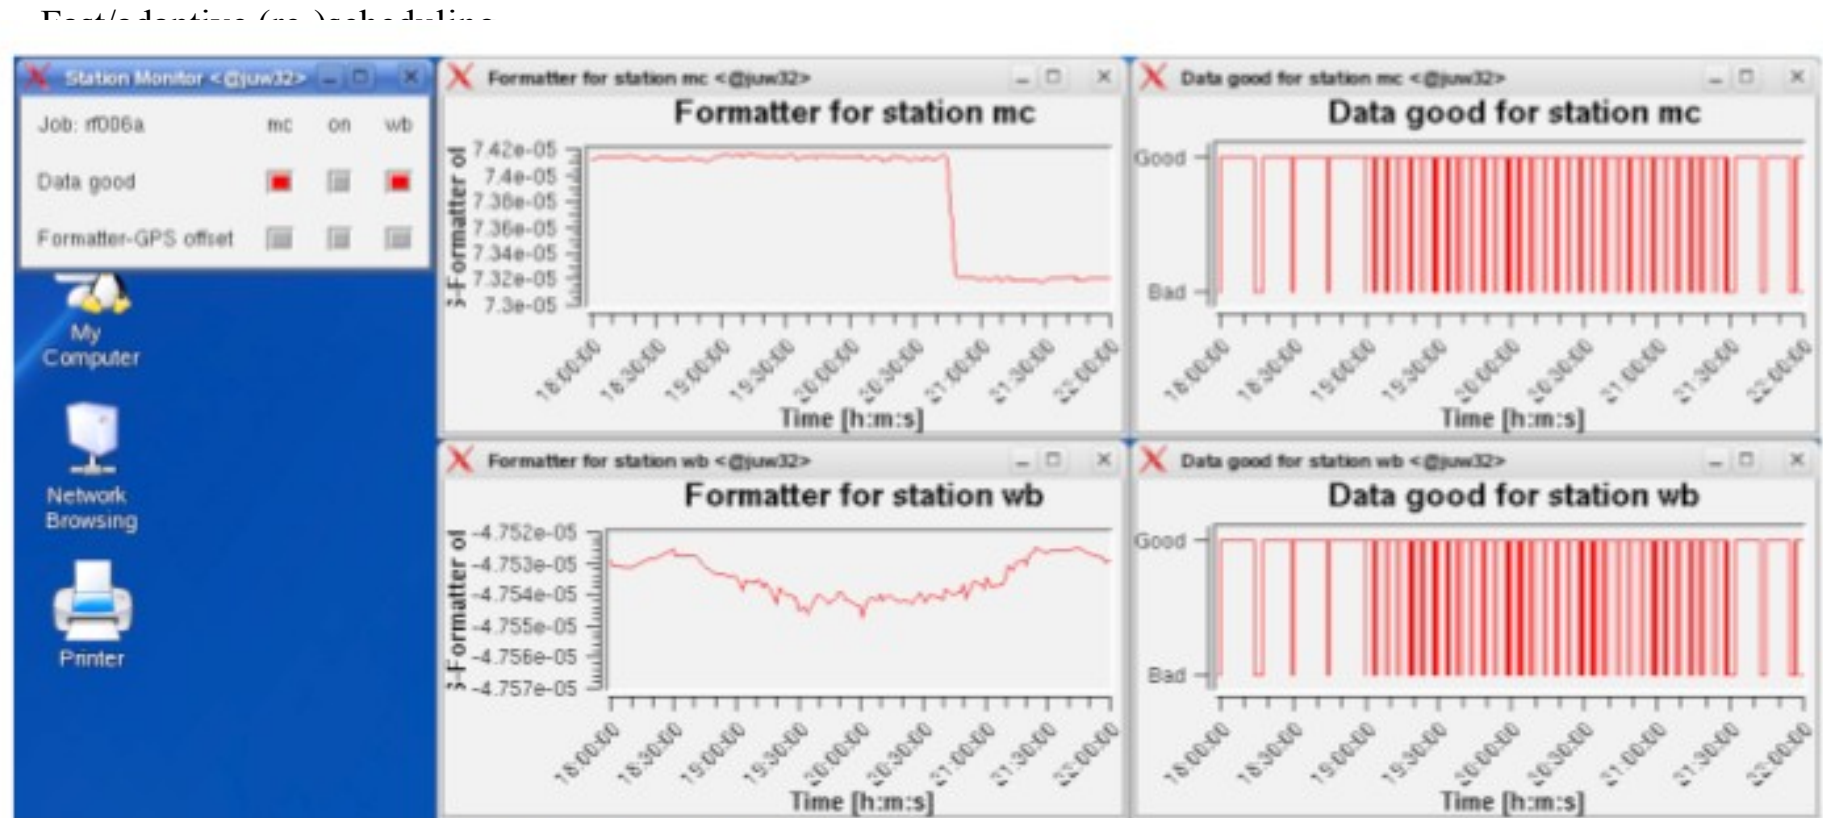 Fast/adaptive (re-)scheduling
Station Monitor <@juw32>
Job: rf006a
mc on wb
Data good
Formatter-GPS offset
My
Computer
Network
Browsing
Printer
Formatter for station mc <@juw32>
Formatter for station mc
-Formatter of
7.42e-05
7.4e-05
7.38e-05
7.36e-05
7.34e-05
7.32e-05
7.3e-05
18:00:00
18:30:00
19:00:00
19:30:00
20:00:00
20:30:00
21:00:00
21:30:00
22:00:00
Time [h:m:s]
Data good for station mc <@juw32>
Data good for station mc
Good
Bad
18:00:00
18:30:00
19:00:00
19:30:00
20:00:00
20:30:00
21:00:00
21:30:00
22:00:00
Time [h:m:s]
Formatter for station wb <@juw32>
Formatter for station wb
-Formatter of
-4.752e-05
-4.753e-05
-4.754e-05
-4.755e-05
-4.756e-05
-4.757e-05
18:00:00
18:30:00
19:00:00
19:30:00
20:00:00
20:30:00
21:00:00
21:30:00
22:00:00
Time [h:m:s]
Data good for station wb <@juw32>
Data good for station wb
Good
Bad
18:00:00
18:30:00
19:00:00
19:30:00
20:00:00
20:30:00
21:00:00
21:30:00
22:00:00
Time [h:m:s]